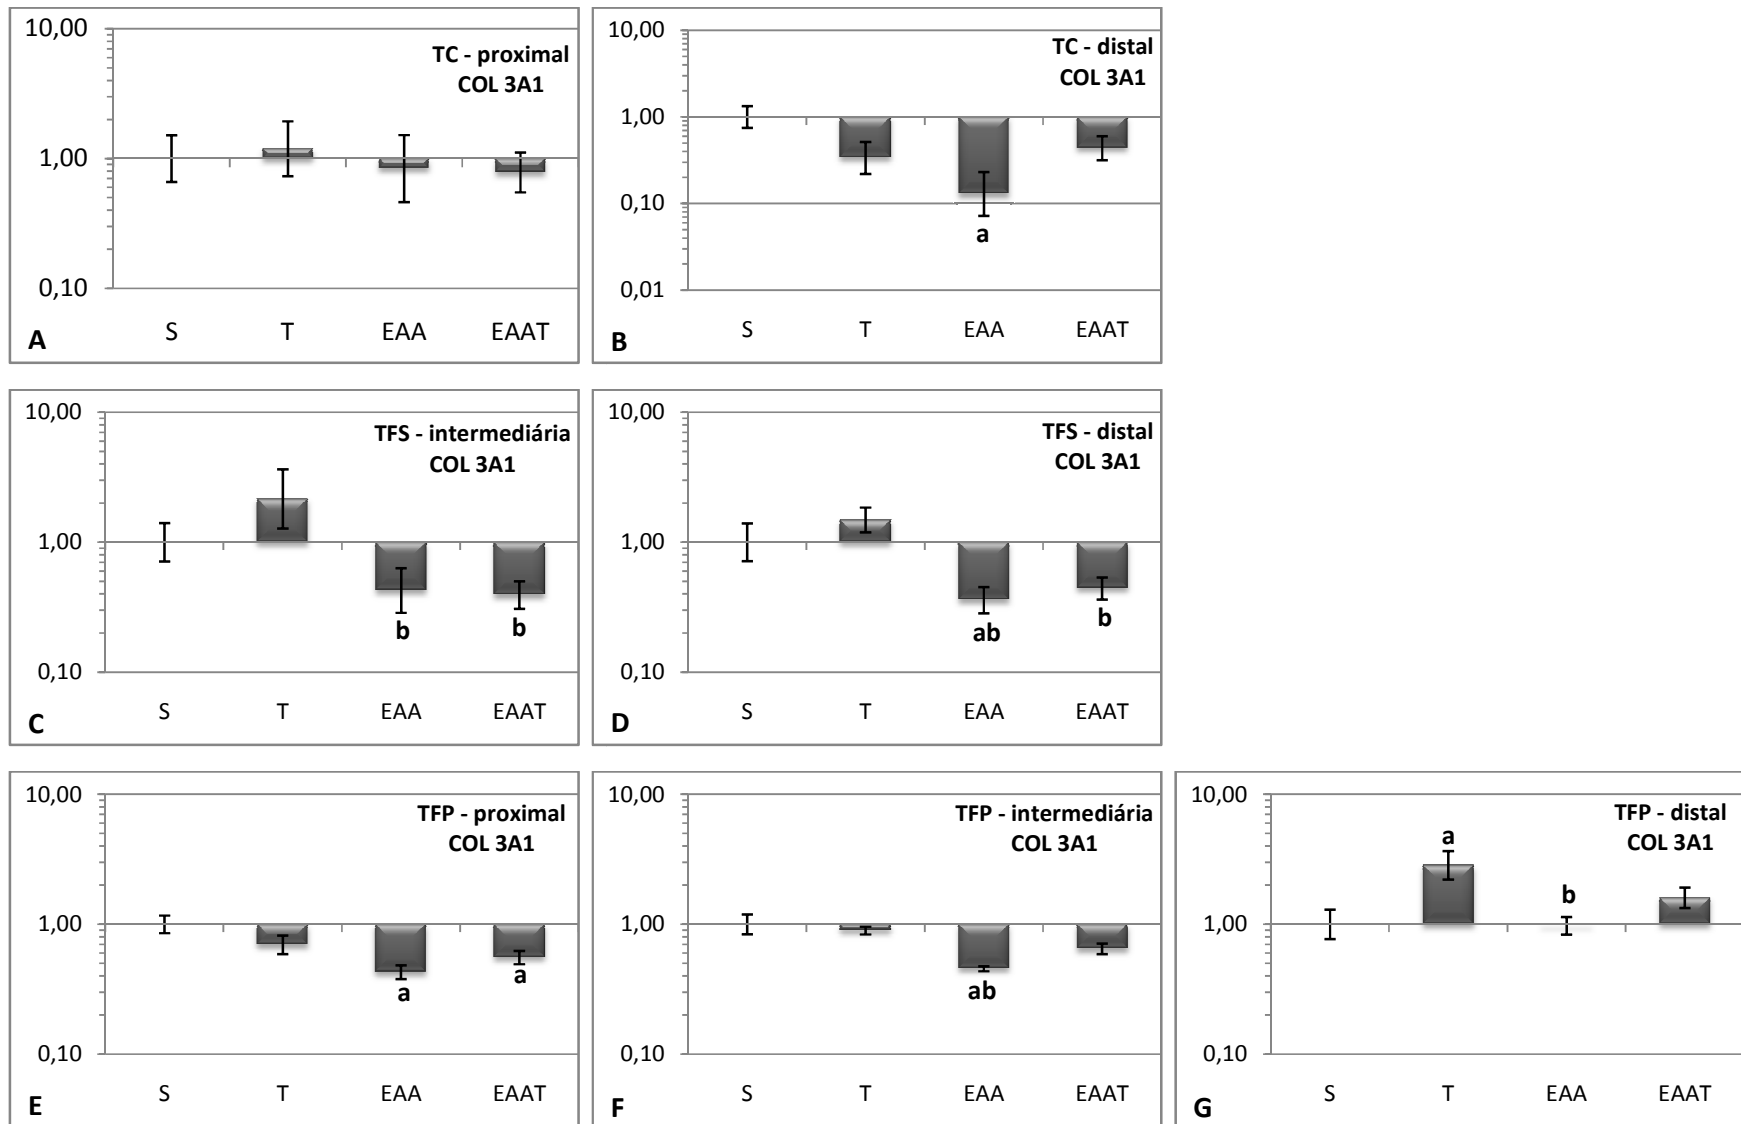 TC - proximal
COL 3A1
10,00
1,00
0,10
S T EAA EAAT
A
TC - distal
COL 3A1
10,00
1,00
0,10
0,01
a
S T EAA EAAT
B
TFS - intermediária
COL 3A1
10,00
1,00
0,10
b b
S T EAA EAAT
C
TFS - distal
COL 3A1
10,00
1,00
0,10
ab b
S T EAA EAAT
D
TFP - proximal
COL 3A1
10,00
1,00
0,10
a a
S T EAA EAAT
E
TFP - intermediária
COL 3A1
10,00
1,00
0,10
ab
S T EAA EAAT
F
TFP - distal
COL 3A1
10,00
1,00
0,10
a b
S T EAA EAAT
G